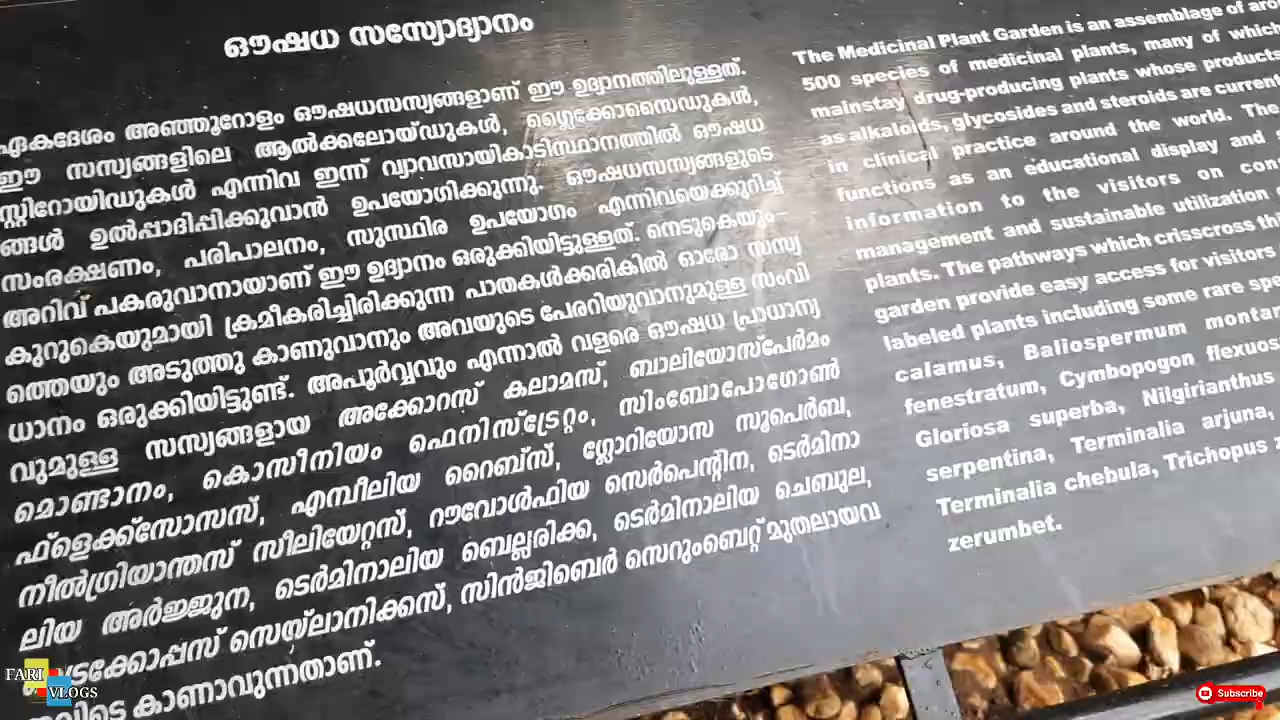 ഔഷധ സസ്യോദ്യാനം
ഏകദേശം അഞ്ഞൂറോളം ഔഷധസസ്യങ്ങളാണ് ഈ ഉദ്യാനത്തിലുള്ളത്.
ഈ സസ്യങ്ങളിലെ ആൽക്കലോയ്ഡുകൾ, ഗ്ലൈക്കോസൈഡുകൾ,
സ്റ്റിറോയിഡുകൾ എന്നിവ ഇന്ന് വ്യാവസായികാടിസ്ഥാനത്തിൽ ഔഷധ
ങ്ങൾ ഉൽപ്പാദിപ്പിക്കുവാൻ ഉപയോഗിക്കുന്നു. ഔഷധസസ്യങ്ങളുടെ
സംരക്ഷണം, പരിപാലനം, സുസ്ഥിര ഉപയോഗം എന്നിവയെക്കുറിച്ച്
അറിവ് പകരുവാനായാണ് ഈ ഉദ്യാനം ഒരുക്കിയിട്ടുള്ളത്. നെടുകെയും-
കുറുകെയുമായി ക്രമീകരിച്ചിരിക്കുന്ന പാതകൾക്കരികിൽ ഓരോ സസ്യ
ത്തെയും അടുത്തു കാണുവാനും അവയുടെ പേരറിയുവാനുമുള്ള സംവി
ധാനം ഒരുക്കിയിട്ടുണ്ട്. അപൂർവ്വവും എന്നാൽ വളരെ ഔഷധ പ്രാധാന്യ
വുമുള്ള സസ്യങ്ങളായ അക്കോറസ് കലാമസ്, ബാലിയോസ്പേർമം
മൊണ്ടാനം, കൊസീനിയം ഫെനിസ്ട്രേറ്റം, സിംബോപോഗോൺ
ഫ്ളെക്ക്സോസസ്, എമ്പീലിയ റൈബ്സ്, ഗ്ലോറിയോസ സൂപെർബ,
നീൽഗ്രിയാന്തസ് സീലിയേറ്റസ്, റൗവോൾഫിയ സെർപെന്റിന, ടെർമിനാ
ലിയ അർജ്ജുന, ടെർമിനാലിയ ബെല്ലരിക്ക, ടെർമിനാലിയ ചെബുല,
സെയ്‌ലാനിക്കസ്, സിൻജിബെർ സെറുംബെറ്റ് മുതലായവ
കാണാവുന്നതാണ്.
The Medicinal Plant Garden is an assemblage of
500 species of medicinal plants, many of which
mainstay drug-producing plants whose products
as alkaloids, glycosides and steroids are
in clinical practice around the world. The
functions as an educational display and
information to the visitors on
management and sustainable utilization
plants. The pathways which crisscross
garden provide easy access for visitors
labeled plants including some rare
calamus, Baliospermum
fenestratum, Cymbopogon
Gloriosa superba, Nilgirianthus
serpentina, Terminalia arjuna,
Terminalia chebula, Trichopus
zerumbet.
FARI
VLOGS
Subscribe